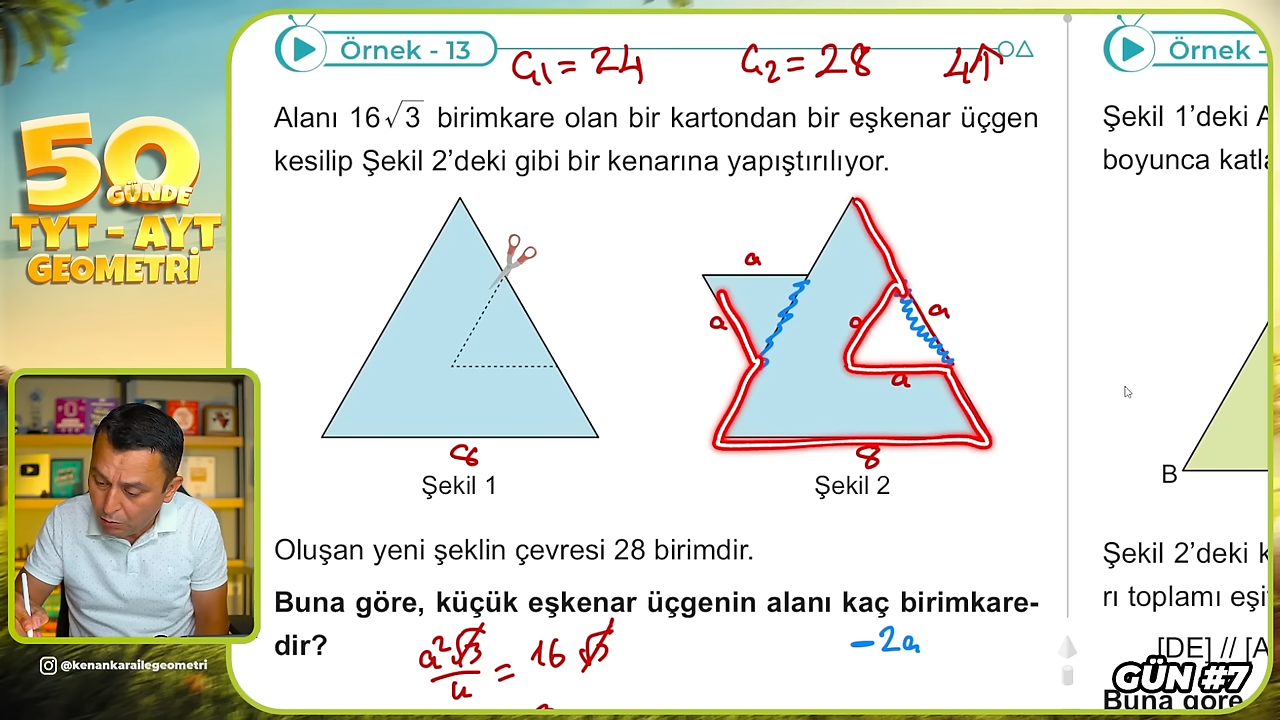 50
GÜNDE
TYT - AYT
GEOMETRİ
Örnek - 13
Ç₁ = 24
Ç₂ = 28
4↑
Alanı 16√3 birimkare olan bir kartondan bir eşkenar üçgen
kesilip Şekil 2'deki gibi bir kenarına yapıştırılıyor.
a
a
a
a
a
8
8
Şekil 1
Şekil 2
Oluşan yeni şeklin çevresi 28 birimdir.
Buna göre, küçük eşkenar üçgenin alanı kaç birimkare-
dir?
a²√3/4 = 16√3
-2a
Örnek -
Şekil 1'deki A
boyunca katla
B
Şekil 2'deki k
rı toplamı eşi
[DE] // [A
Buna göre
@kenankarailegeometri
GÜN #7